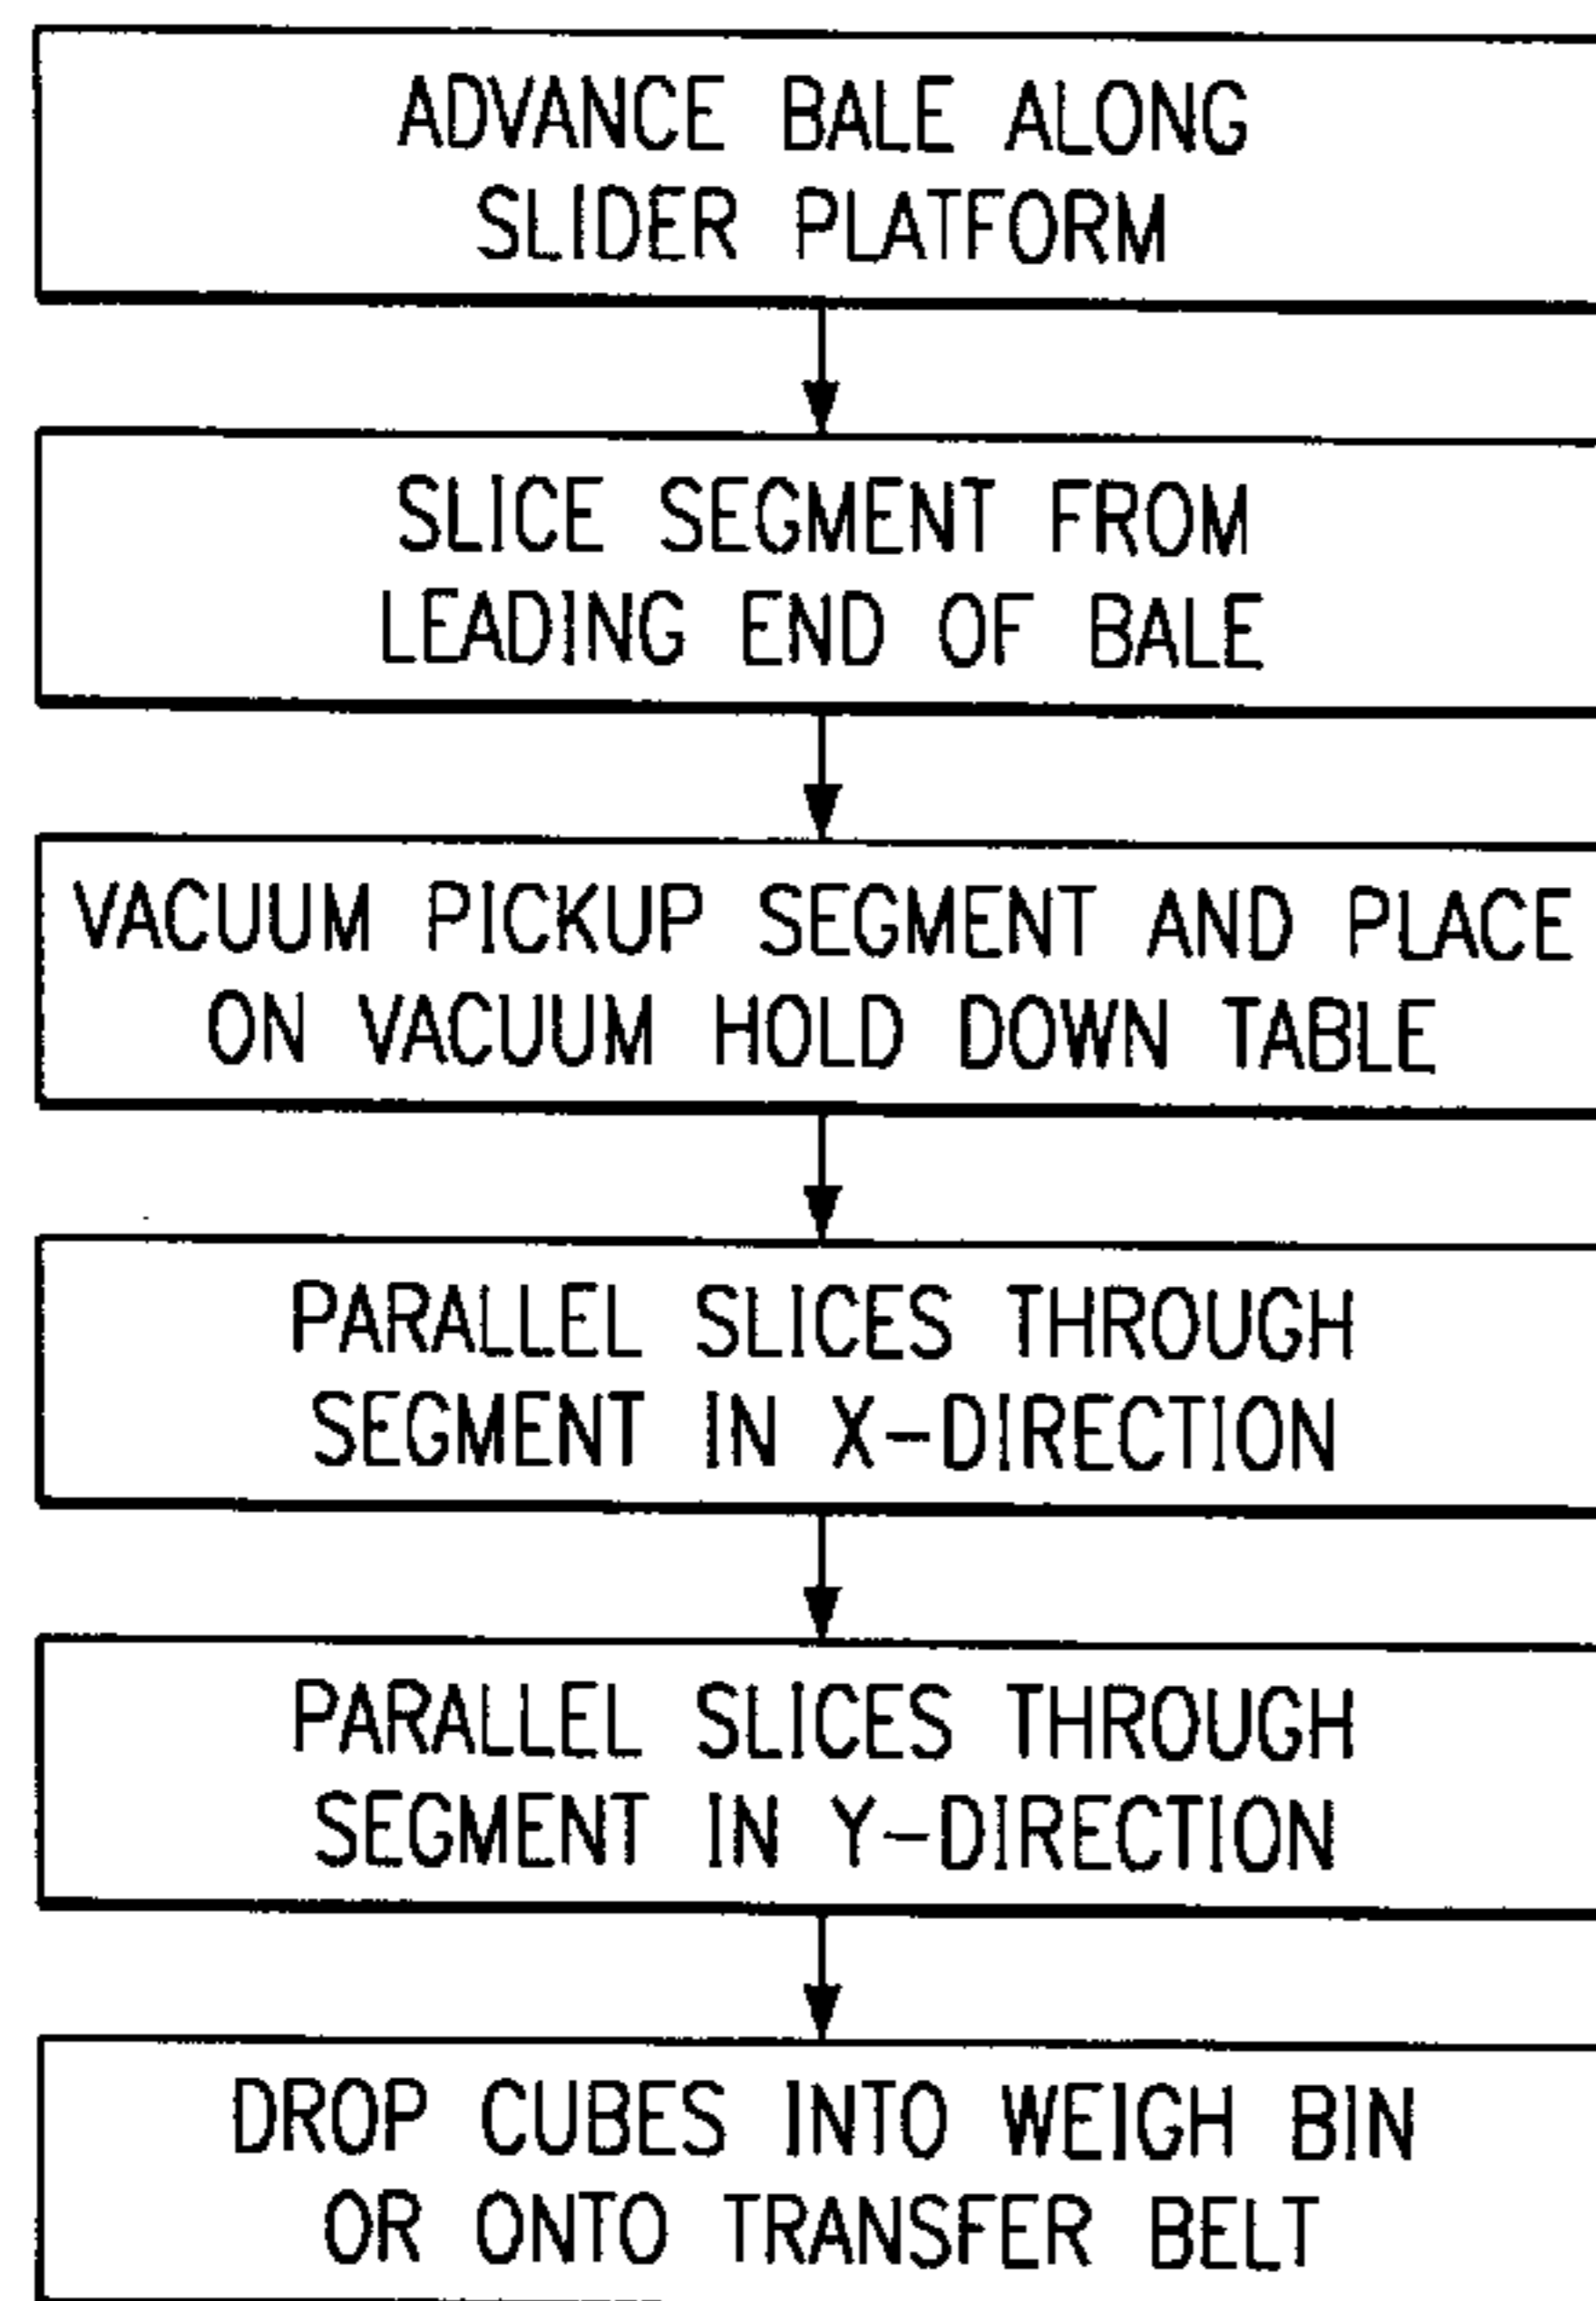 ADVANCE BALE ALONG
SLIDER PLATFORM
SLICE SEGMENT FROM
LEADING END OF BALE
VACUUM PICKUP SEGMENT AND PLACE
ON VACUUM HOLD DOWN TABLE
PARALLEL SLICES THROUGH
SEGMENT IN X-DIRECTION
PARALLEL SLICES THROUGH
SEGMENT IN Y-DIRECTION
DROP CUBES INTO WEIGH BIN
OR ONTO TRANSFER BELT